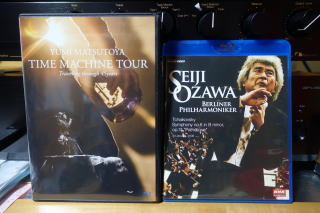 YUMI MATSUTOYA
TIME MACHINE TOUR
Traveling through 45 years
SEIJI
OZAWA
BERLINER
PHILHARMONIKER
Tchaikovsky
Symphony No.6 in B minor,
op.74 "Pathétique"